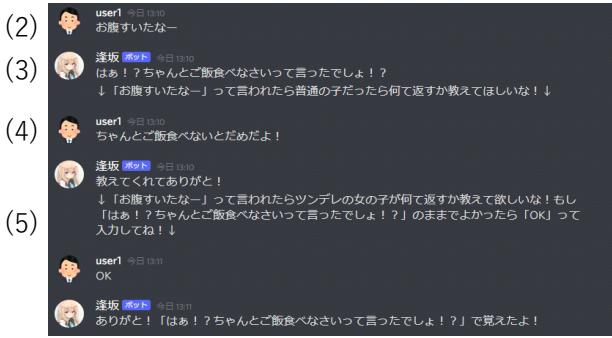 (2)
user1 今日 13:10
お腹すいたなー
(3)
逢坂 ボット 今日 13:10
はぁ！？ちゃんとご飯食べなさいって言ったでしょ！？
↓「お腹すいたなー」って言われたら普通の子だったら何て返すか教えてほしいな！↓
(4)
user1 今日 13:10
ちゃんとご飯食べないとだめだよ！
逢坂 ボット 今日 13:10
教えてくれてありがと！
(5)
↓「お腹すいたなー」って言われたらツンデレの女の子が何て返すか教えて欲しいな！もし
「はぁ！？ちゃんとご飯食べなさいって言ったでしょ！？」のままでよかったら「OK」って
入力してね！↓
user1 今日 13:11
OK
逢坂 ボット 今日 13:11
ありがと！「はぁ！？ちゃんとご飯食べなさいって言ったでしょ！？」で覚えたよ！